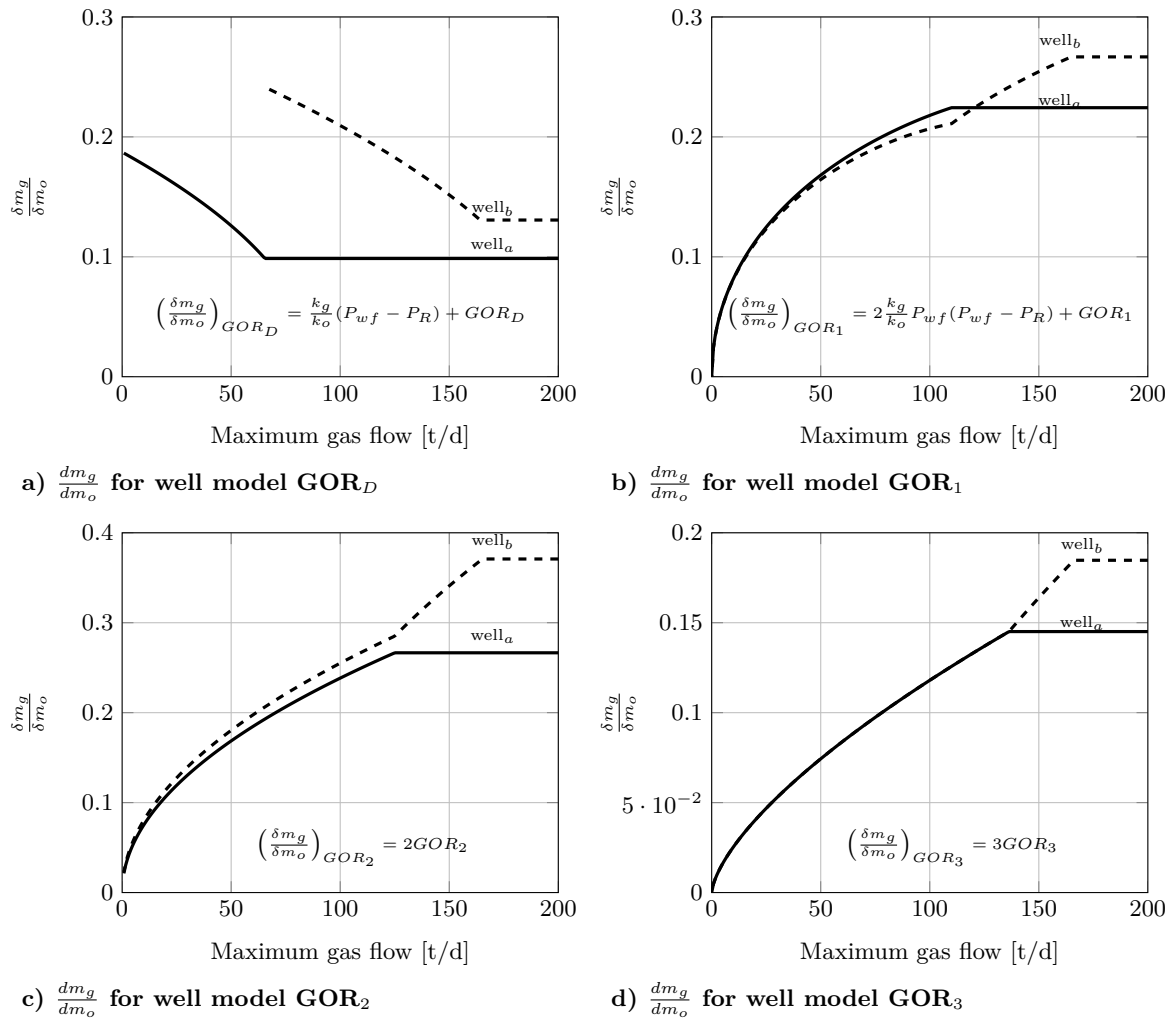 0.3
0.2
0.1
0
δm_g/δm_o
well_b
well_a
(δm_g/δm_o)_{GOR_D} = k_g/k_o (P_{wf} − P_R) + GOR_D
0 50 100 150 200
Maximum gas flow [t/d]
a) dm_g/dm_o for well model GOR_D
0.3
0.2
0.1
0
δm_g/δm_o
well_b
well_a
(δm_g/δm_o)_{GOR_1} = 2 k_g/k_o P_{wf}(P_{wf} − P_R) + GOR_1
0 50 100 150 200
Maximum gas flow [t/d]
b) dm_g/dm_o for well model GOR_1
0.4
0.3
0.2
0.1
0
δm_g/δm_o
well_b
well_a
(δm_g/δm_o)_{GOR_2} = 2GOR_2
0 50 100 150 200
Maximum gas flow [t/d]
c) dm_g/dm_o for well model GOR_2
0.2
0.15
0.1
5 · 10^{−2}
0
δm_g/δm_o
well_b
well_a
(δm_g/δm_o)_{GOR_3} = 3GOR_3
0 50 100 150 200
Maximum gas flow [t/d]
d) dm_g/dm_o for well model GOR_3